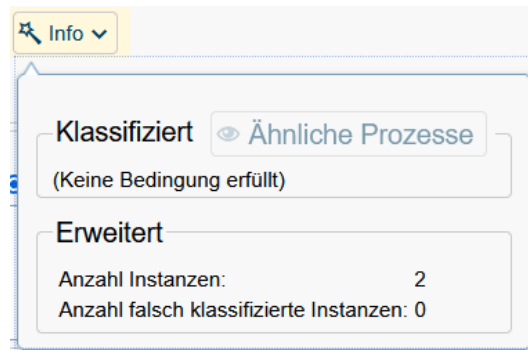 Info
Klassifiziert Ähnliche Prozesse
(Keine Bedingung erfüllt)
Erweitert
Anzahl Instanzen: 2
Anzahl falsch klassifizierte Instanzen: 0